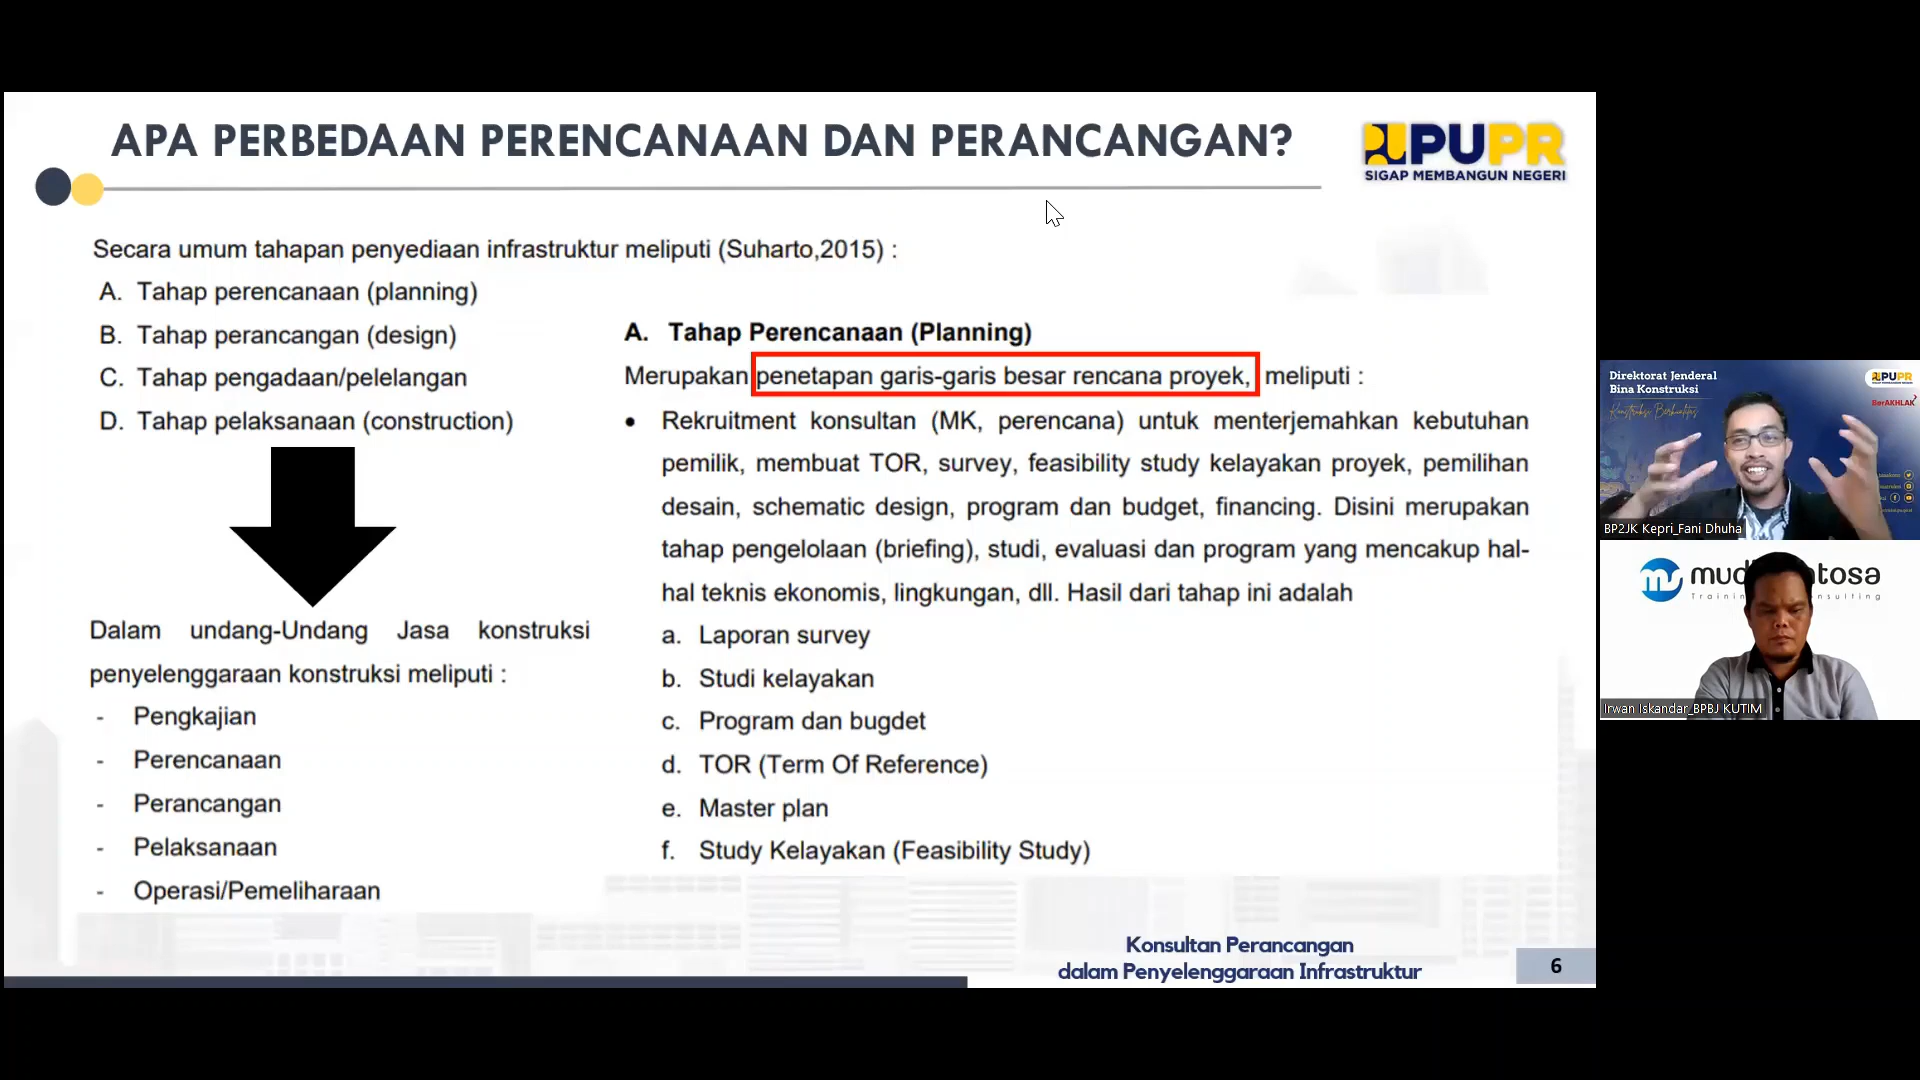 APA PERBEDAAN PERENCANAAN DAN PERANCANGAN?
PUPR
SIGAP MEMBANGUN NEGERI
Secara umum tahapan penyediaan infrastruktur meliputi (Suharto,2015) :
A. Tahap perencanaan (planning)
B. Tahap perancangan (design)
C. Tahap pengadaan/pelelangan
D. Tahap pelaksanaan (construction)
Dalam undang-Undang Jasa konstruksi
penyelenggaraan konstruksi meliputi :
- Pengkajian
- Perencanaan
- Perancangan
- Pelaksanaan
- Operasi/Pemeliharaan
A. Tahap Perencanaan (Planning)
Merupakan penetapan garis-garis besar rencana proyek, meliputi :
• Rekruitment konsultan (MK, perencana) untuk menterjemahkan kebutuhan
pemilik, membuat TOR, survey, feasibility study kelayakan proyek, pemilihan
desain, schematic design, program dan budget, financing. Disini merupakan
tahap pengelolaan (briefing), studi, evaluasi dan program yang mencakup hal-
hal teknis ekonomis, lingkungan, dll. Hasil dari tahap ini adalah
a. Laporan survey
b. Studi kelayakan
c. Program dan bugdet
d. TOR (Term Of Reference)
e. Master plan
f. Study Kelayakan (Feasibility Study)
Konsultan Perancangan
dalam Penyelenggaraan Infrastruktur
6
Direktorat Jenderal
Bina Konstruksi
PUPR
BerAKHLAK
Konstruksi Berkualitas
BP2JK Kepri_Fani Dhuha
Irwan Iskandar_BPBJ KUTIM